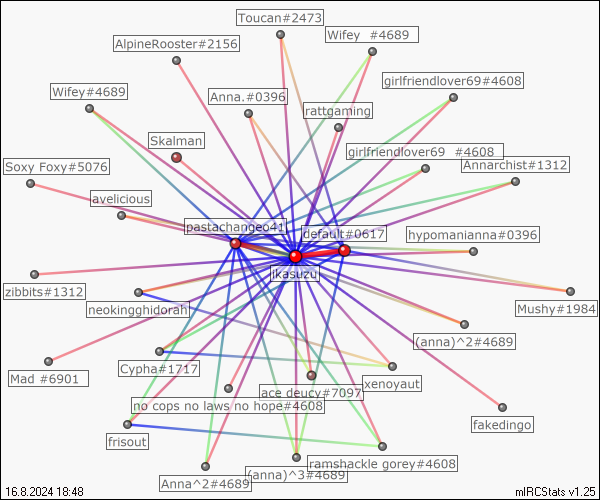 Toucan#2473
Wifey  #4689
AlpineRooster#2156
girlfriendlover69#4608
Wifey#4689
Anna.#0396
rattgaming
Skalman
girlfriendlover69  #4608
Soxy Foxy#5076
Annarchist#1312
avelicious
pastachangeo41
default#0617
hypomanianna#0396
ikasuzu
zibbits#1312
neokingghidorah
Mushy#1984
(anna)^2#4689
Cypha#1717
Mad #6901
xenoyaut
ace deucy#7097
no cops no laws no hope#4608
fakedingo
frisout
ramshackle gorey#4608
(anna)^3#4689
Anna^2#4689
16.8.2024 18:48
mIRCStats v1.25